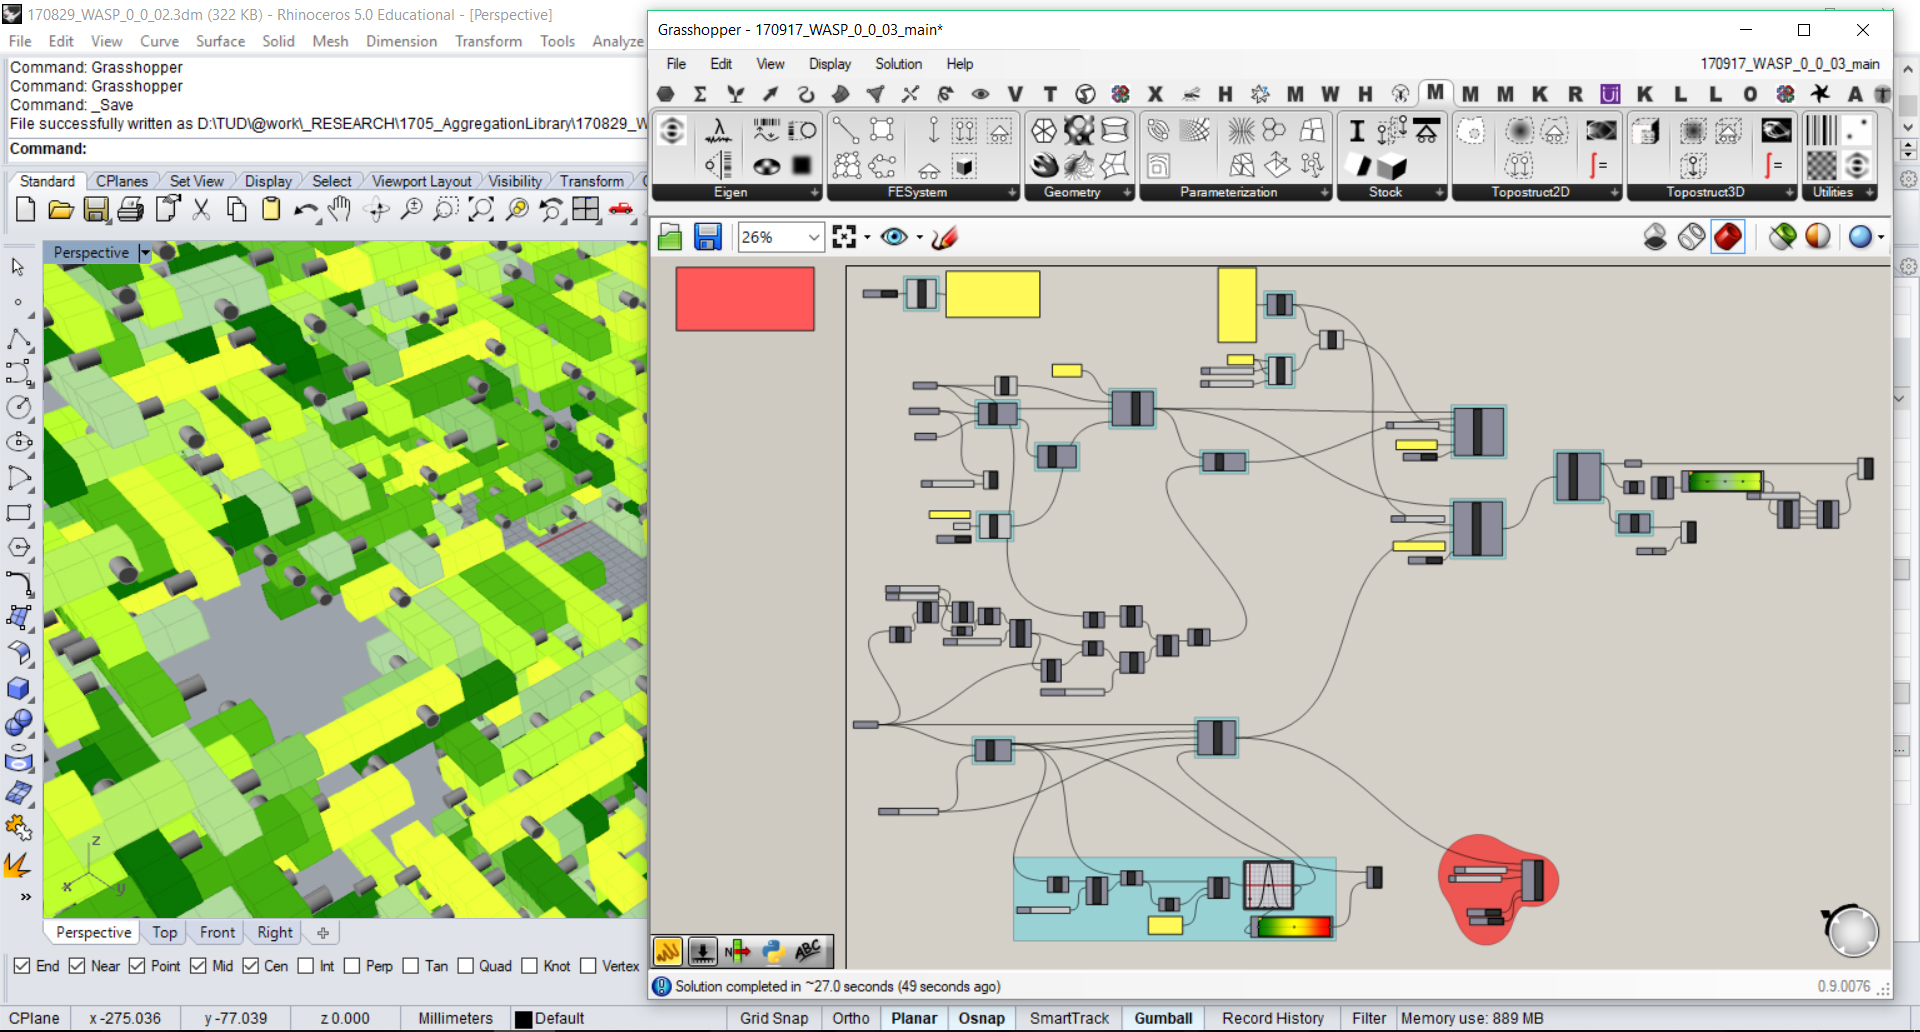 170829_WASP_0_0_02.3dm (322 KB) - Rhinoceros 5.0 Educational - [Perspective]
File Edit View Curve Surface Solid Mesh Dimension Transform Tools Analyze
Command: Grasshopper
Command: Grasshopper
Command: _Save
File successfully written as D:\TUD\@work\_RESEARCH\1705_AggregationLibrary\170829_W
Command:
Standard CPlanes Set View Display Select Viewport Layout Visibility Transform
Perspective
z
x y
Perspective Top Front Right
End Near Point Mid Cen Int Perp Tan Quad Knot Vertex
CPlane x -275.036 y -77.039 z 0.000 Millimeters Default Grid Snap Ortho Planar Osnap SmartTrack Gumball Record History Filter Memory use: 889 MB
Grasshopper - 170917_WASP_0_0_03_main*
File Edit View Display Solution Help 170917_WASP_0_0_03_main
V T X H M W H M M M K R K L L O A
Eigen FESystem Geometry Parameterization Stock Topostruct2D Topostruct3D Utilities
26%
N ABC
Solution completed in ~27.0 seconds (49 seconds ago) 0.9.0076